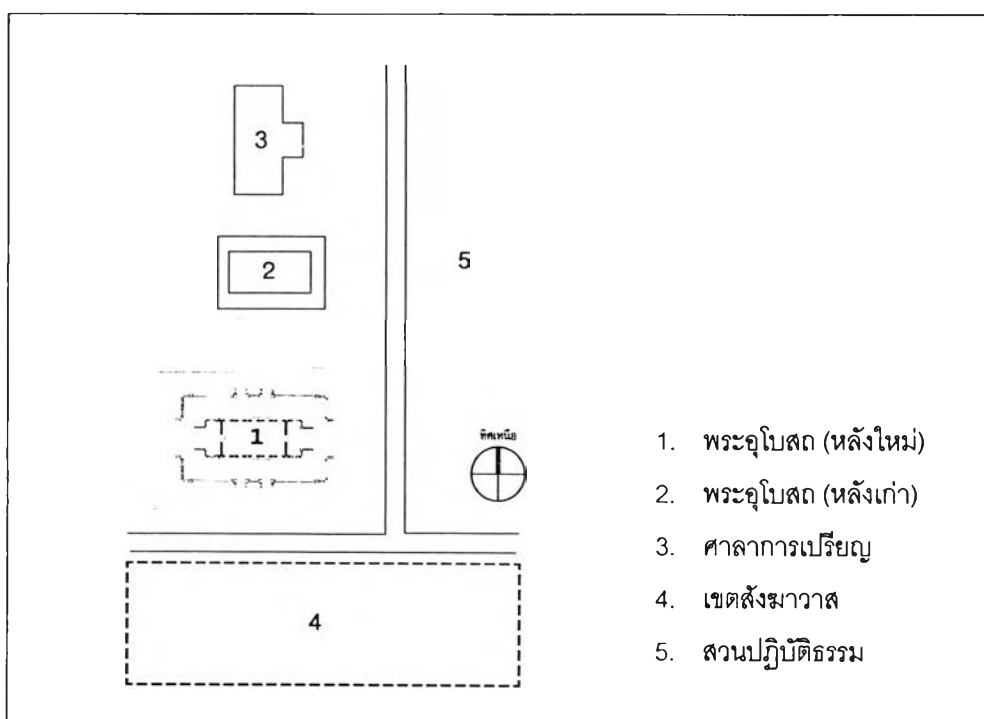 3
2
5
1
ทิศเหนือ
4
1. พระอุโบสถ (หลังใหม่)
2. พระอุโบสถ (หลังเก่า)
3. ศาลาการเปรียญ
4. เขตสังฆาวาส
5. สวนปฏิบัติธรรม